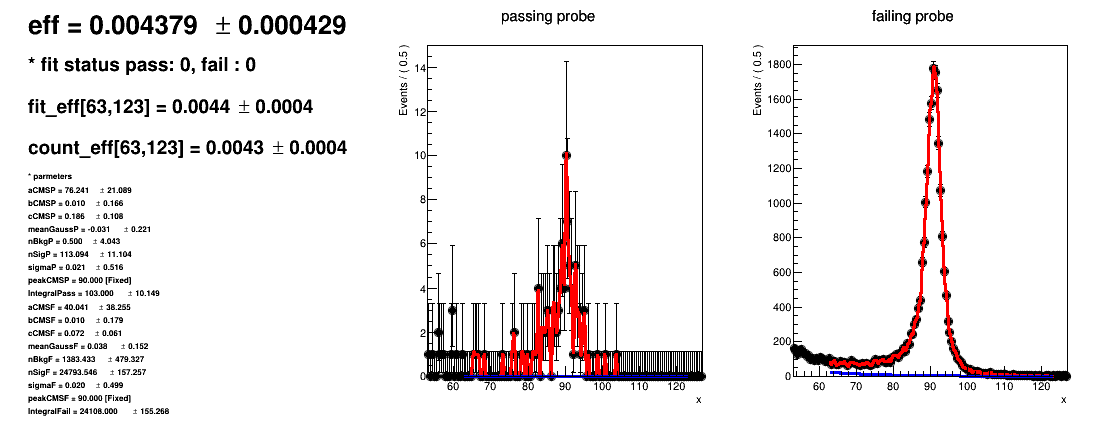 eff = 0.004379 ± 0.000429
* fit status pass: 0, fail : 0
fit_eff[63,123] = 0.0044 ± 0.0004
count_eff[63,123] = 0.0043 ± 0.0004
* parmeters
aCMSP = 76.241 ± 21.089
bCMSP = 0.010 ± 0.166
cCMSP = 0.186 ± 0.108
meanGaussP = -0.031 ± 0.221
nBkgP = 0.500 ± 4.043
nSigP = 113.094 ± 11.104
sigmaP = 0.021 ± 0.516
peakCMSP = 90.000 [Fixed]
IntegralPass = 103.000 ± 10.149
aCMSF = 40.041 ± 38.255
bCMSF = 0.010 ± 0.179
cCMSF = 0.072 ± 0.061
meanGaussF = 0.038 ± 0.152
nBkgF = 1383.433 ± 479.327
nSigF = 24793.546 ± 157.257
sigmaF = 0.020 ± 0.499
peakCMSF = 90.000 [Fixed]
IntegralFail = 24108.000 ± 155.268
passing probe
Events / ( 0.5 )
14
12
10
8
6
4
2
0
60 70 80 90 100 110 120
x
failing probe
Events / ( 0.5 )
1800
1600
1400
1200
1000
800
600
400
200
0
60 70 80 90 100 110 120
x